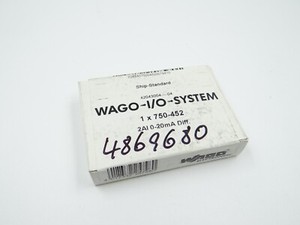 Ship-Standard
WAGO-I/O-SYSTEM
1 x 750-452
2AI 0-20mA Diff.
4869680
WAGO